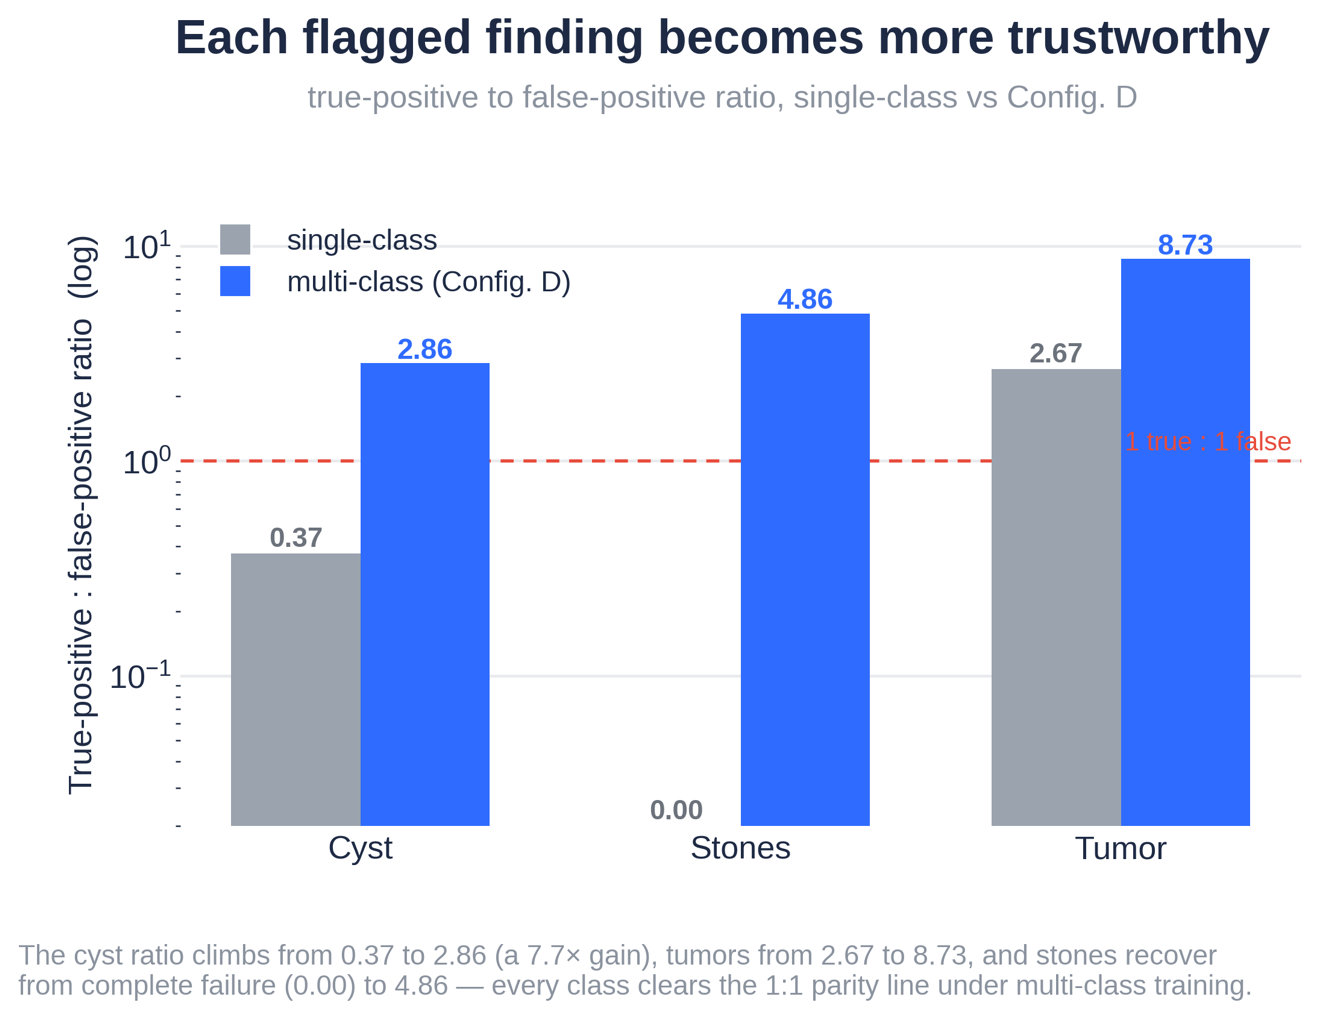 Each flagged finding becomes more trustworthy
true-positive to false-positive ratio, single-class vs Config. D
True-positive : false-positive ratio  (log)
10¹
10⁰
10⁻¹
single-class
multi-class (Config. D)
0.37
2.86
0.00
4.86
2.67
8.73
1 true : 1 false
Cyst
Stones
Tumor
The cyst ratio climbs from 0.37 to 2.86 (a 7.7× gain), tumors from 2.67 to 8.73, and stones recover
from complete failure (0.00) to 4.86 — every class clears the 1:1 parity line under multi-class training.